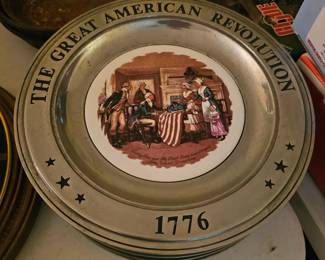 THE GREAT AMERICAN REVOLUTION
1776